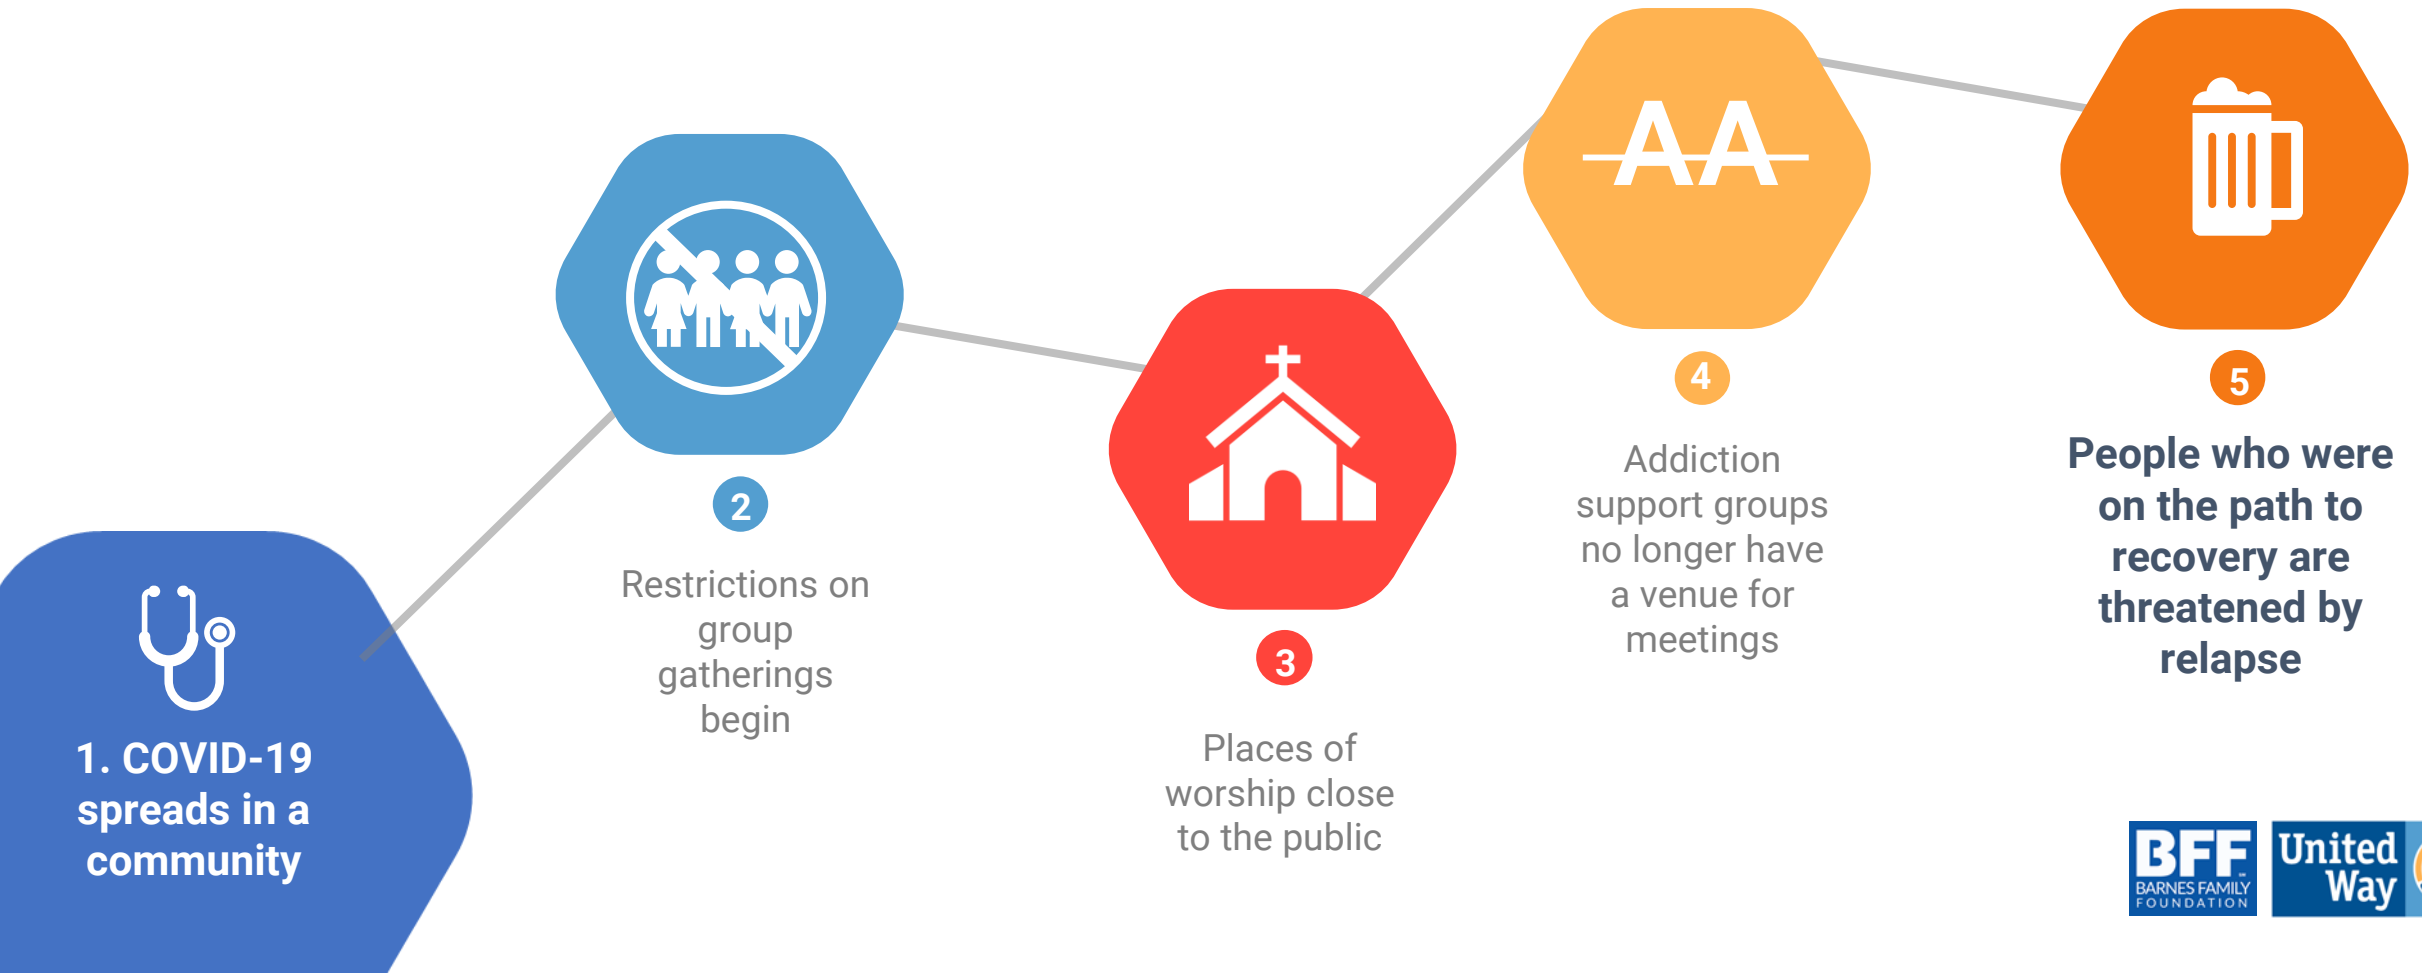 1. COVID-19
spreads in a
community
2
Restrictions on
group
gatherings
begin
3
Places of
worship close
to the public
AA
4
Addiction
support groups
no longer have
a venue for
meetings
5
People who were
on the path to
recovery are
threatened by
relapse
BFF
BARNES FAMILY
FOUNDATION
United
Way